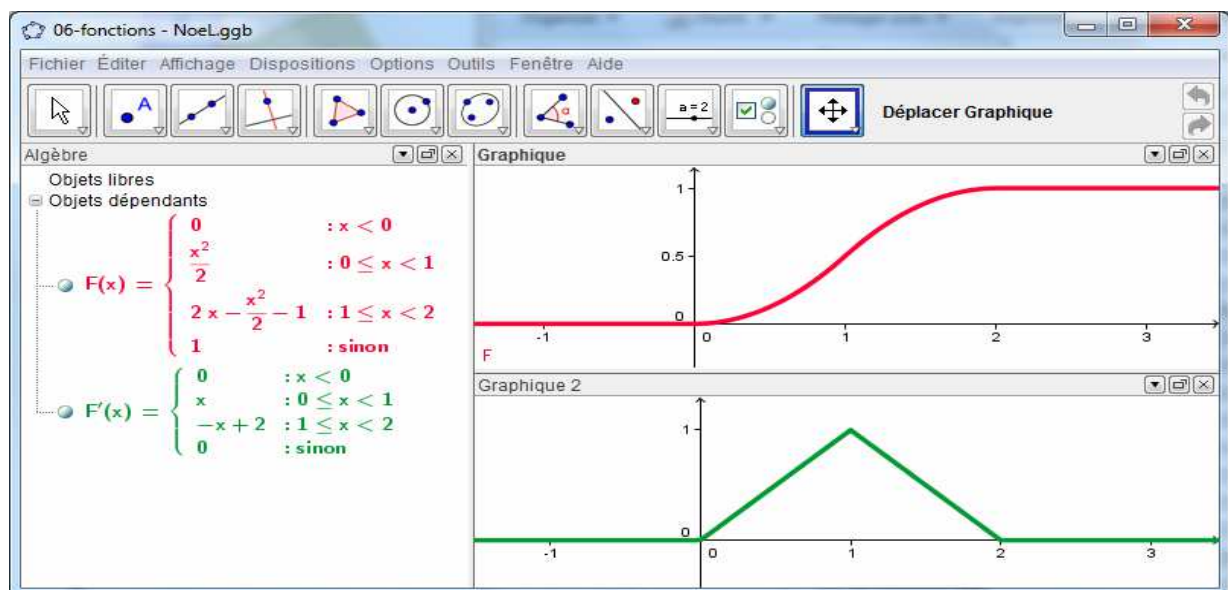 06-fonctions - NoeL.ggb
Fichier Éditer Affichage Dispositions Options Outils Fenêtre Aide
A
α
a=2
Déplacer Graphique
Algèbre
Objets libres
Objets dépendants
F(x) = { 0 : x < 0
x²/2 : 0 ≤ x < 1
2 x − x²/2 − 1 : 1 ≤ x < 2
1 : sinon
F'(x) = { 0 : x < 0
x : 0 ≤ x < 1
−x + 2 : 1 ≤ x < 2
0 : sinon
Graphique
1
0.5
0
-1 0 1 2 3
F
Graphique 2
1
0
-1 0 1 2 3